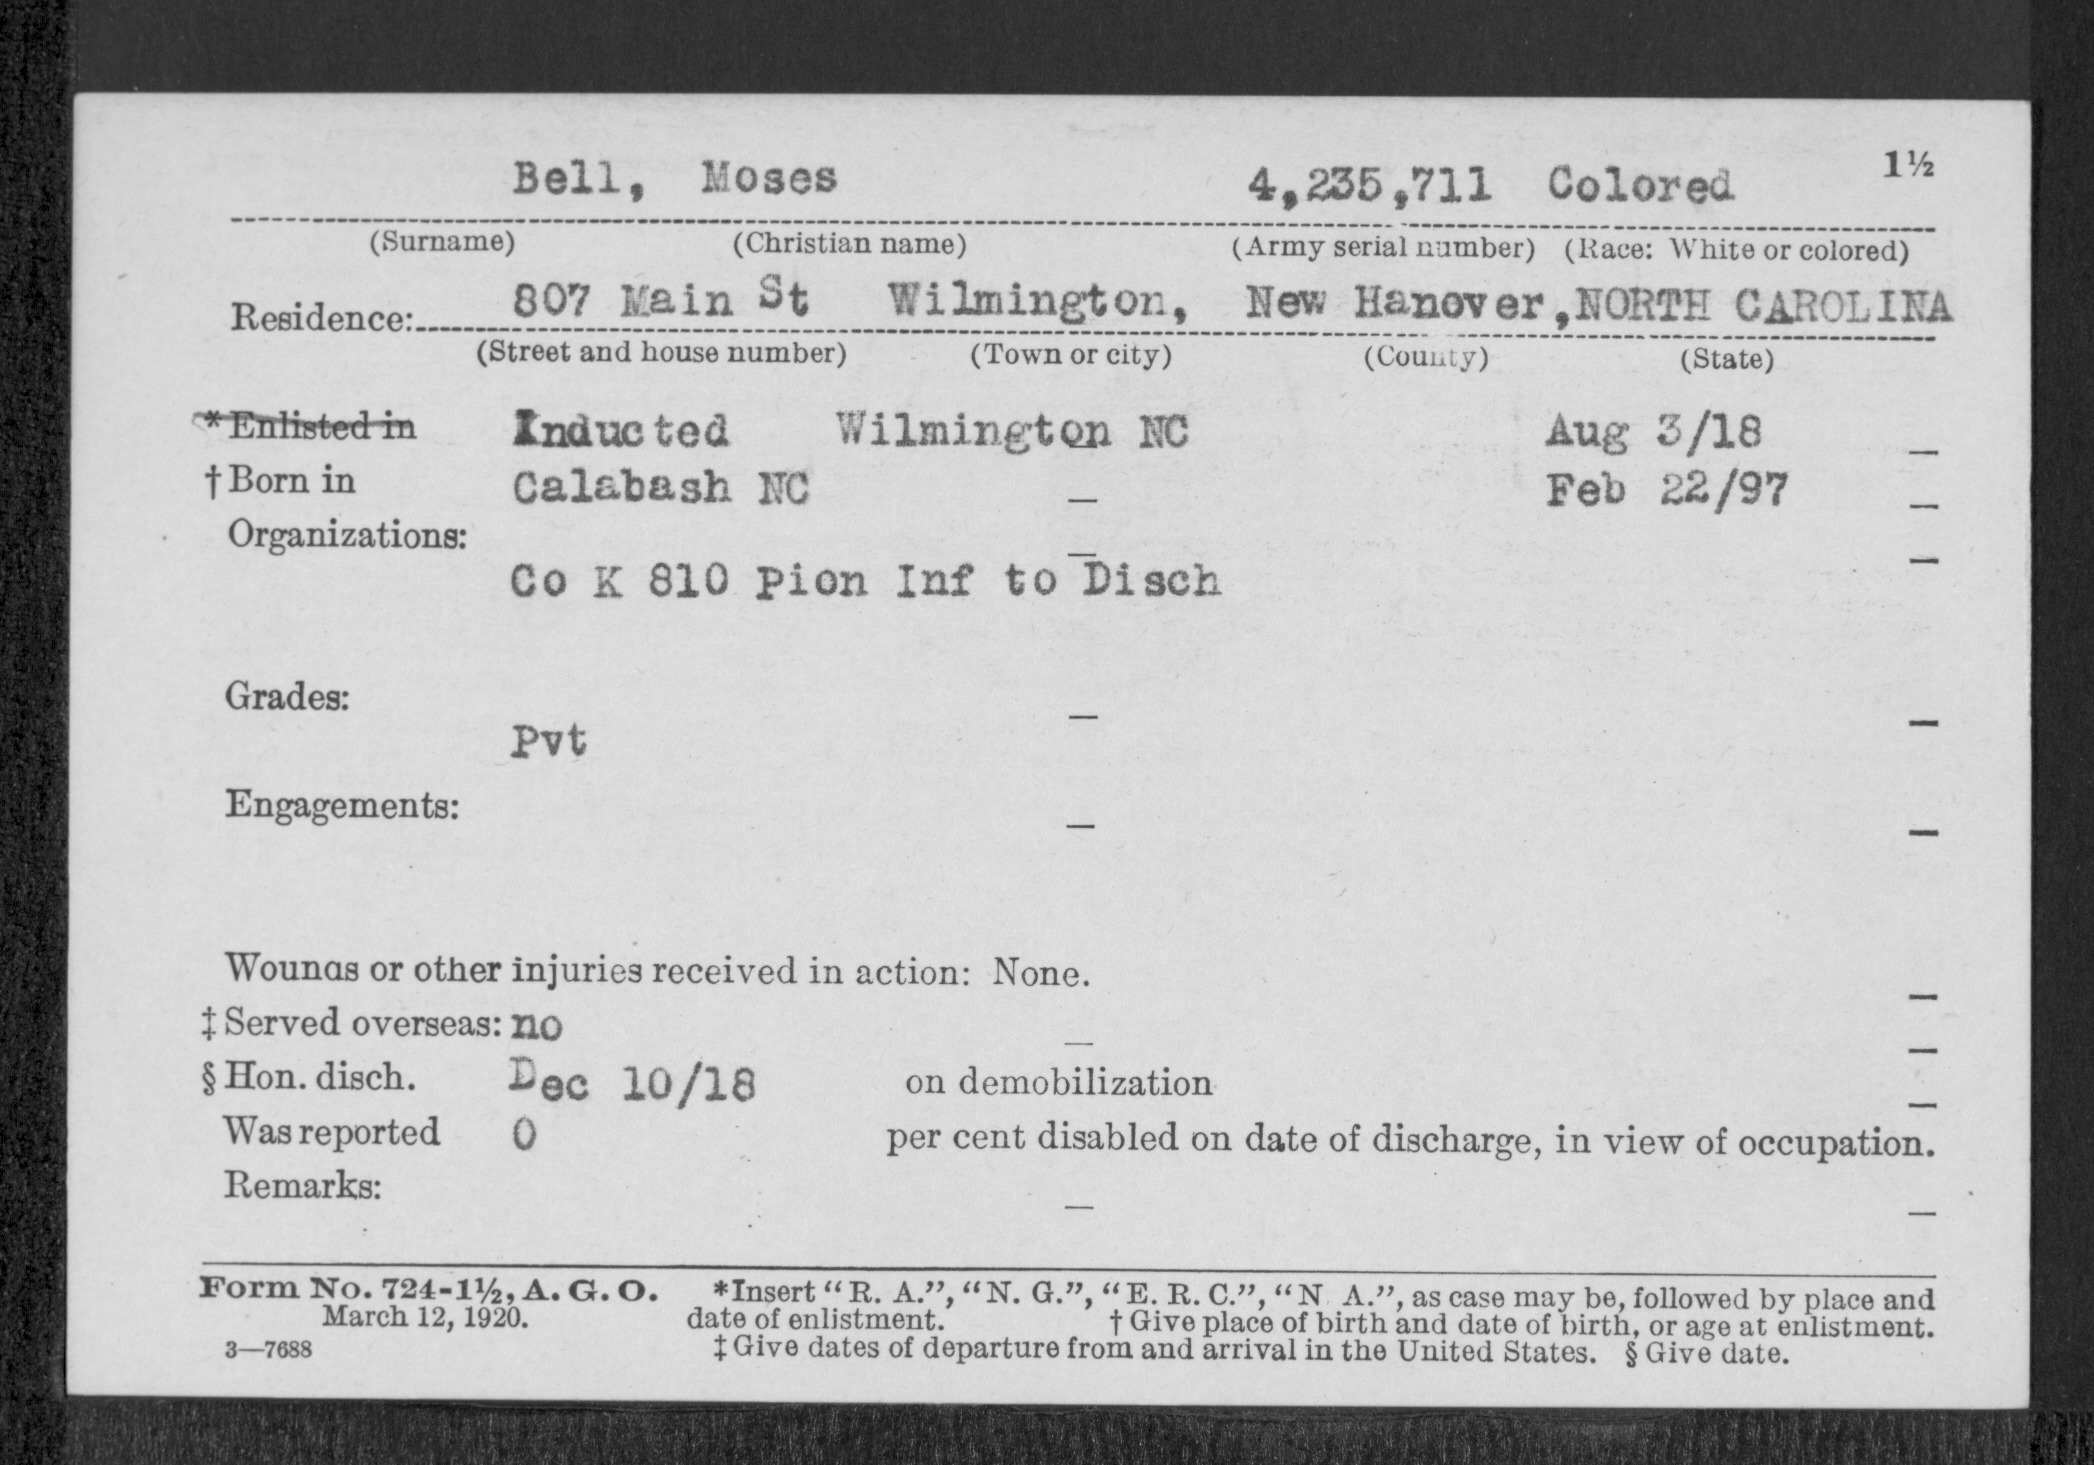 Bell, Moses 4,235,711 Colored 1½
(Surname) (Christian name) (Army serial number) (Race: White or colored)
Residence: 807 Main St Wilmington, New Hanover, NORTH CAROLINA
(Street and house number) (Town or city) (County) (State)
*Enlisted in Inducted Wilmington NC Aug 3/18
†Born in Calabash NC Feb 22/97
Organizations:
Co K 810 Pion Inf to Disch
Grades:
Pvt
Engagements:
Wounds or other injuries received in action: None.
‡Served overseas: no
§Hon. disch. Dec 10/18 on demobilization
Was reported 0 per cent disabled on date of discharge, in view of occupation.
Remarks:
Form No. 724-1½, A. G. O. *Insert "R. A.", "N. G.", "E. R. C.", "N A.", as case may be, followed by place and
March 12, 1920. date of enlistment. †Give place of birth and date of birth, or age at enlistment.
3—7688 ‡Give dates of departure from and arrival in the United States. §Give date.